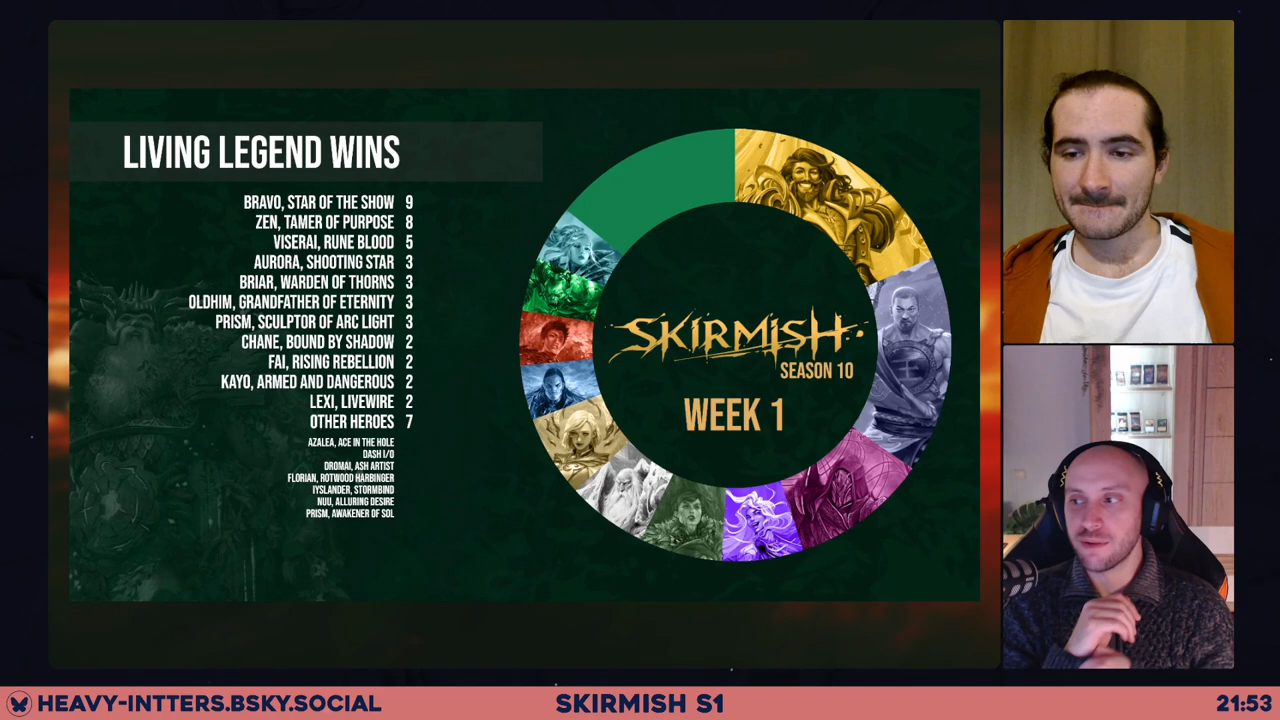 LIVING LEGEND WINS
BRAVO, STAR OF THE SHOW 9
ZEN, TAMER OF PURPOSE 8
VISERAI, RUNE BLOOD 5
AURORA, SHOOTING STAR 3
BRIAR, WARDEN OF THORNS 3
OLDHIM, GRANDFATHER OF ETERNITY 3
PRISM, SCULPTOR OF ARC LIGHT 3
CHANE, BOUND BY SHADOW 2
FAI, RISING REBELLION 2
KAYO, ARMED AND DANGEROUS 2
LEXI, LIVEWIRE 2
OTHER HEROES 7
AZALEA, ACE IN THE HOLE
DASH I/O
DROMAI, ASH ARTIST
FLORIAN, ROTWOOD HARBINGER
IYSLANDER, STORMBIND
NUU, ALLURING DESIRE
PRISM, AWAKENER OF SOL
SKIRMISH
SEASON 10
WEEK 1
HEAVY-INTTERS.BSKY.SOCIAL
SKIRMISH S1
21:53